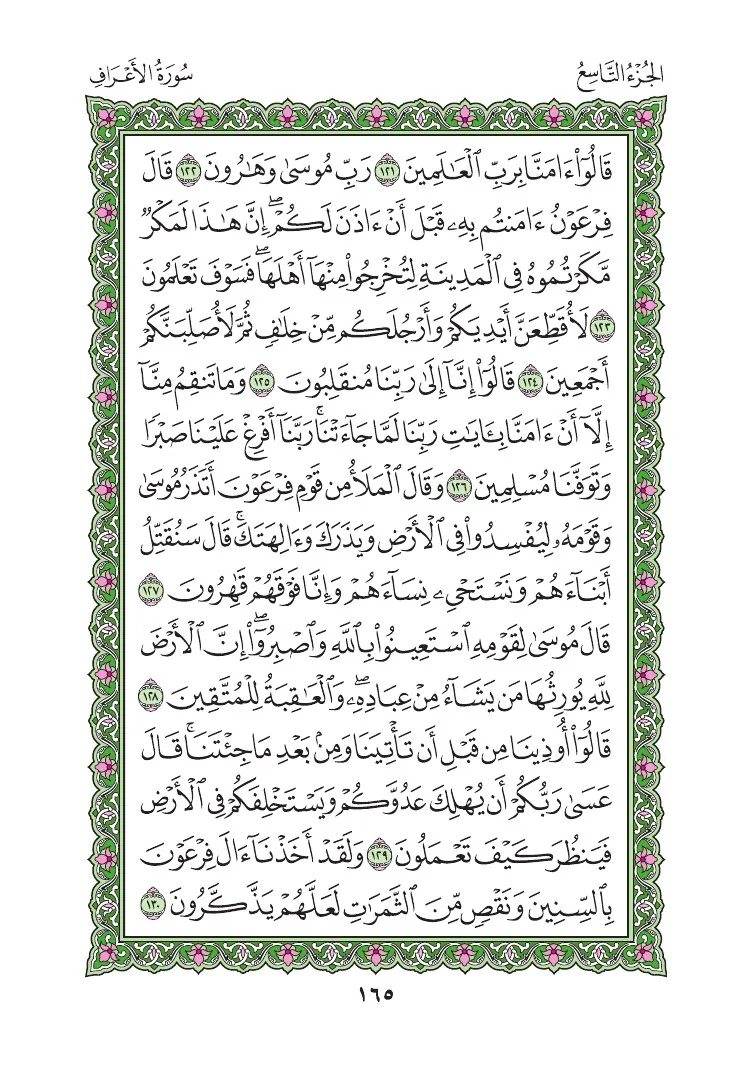 الجُزْءُ التَّاسِعُ
سُورَةُ الأَعْرَافِ
قَالُوٓاْ ءَامَنَّا بِرَبِّ ٱلْعَٰلَمِينَ ١٢١ رَبِّ مُوسَىٰ وَهَٰرُونَ ١٢٢ قَالَ
فِرْعَوْنُ ءَامَنتُم بِهِۦ قَبْلَ أَنْ ءَاذَنَ لَكُمْۖ إِنَّ هَٰذَا لَمَكْرٌ
مَّكَرْتُمُوهُ فِي ٱلْمَدِينَةِ لِتُخْرِجُواْ مِنْهَآ أَهْلَهَاۖ فَسَوْفَ تَعْلَمُونَ
١٢٣ لَأُقَطِّعَنَّ أَيْدِيَكُمْ وَأَرْجُلَكُم مِّنْ خِلَٰفٖ ثُمَّ لَأُصَلِّبَنَّكُمْ
أَجْمَعِينَ ١٢٤ قَالُوٓاْ إِنَّآ إِلَىٰ رَبِّنَا مُنقَلِبُونَ ١٢٥ وَمَا تَنقِمُ مِنَّآ
إِلَّآ أَنْ ءَامَنَّا بِـَٔايَٰتِ رَبِّنَا لَمَّا جَآءَتْنَاۚ رَبَّنَآ أَفْرِغْ عَلَيْنَا صَبْرٗا
وَتَوَفَّنَا مُسْلِمِينَ ١٢٦ وَقَالَ ٱلْمَلَأُ مِن قَوْمِ فِرْعَوْنَ أَتَذَرُ مُوسَىٰ
وَقَوْمَهُۥ لِيُفْسِدُواْ فِي ٱلْأَرْضِ وَيَذَرَكَ وَءَالِهَتَكَۚ قَالَ سَنُقَتِّلُ
أَبْنَآءَهُمْ وَنَسْتَحْيِۦ نِسَآءَهُمْ وَإِنَّا فَوْقَهُمْ قَٰهِرُونَ ١٢٧
قَالَ مُوسَىٰ لِقَوْمِهِ ٱسْتَعِينُواْ بِٱللَّهِ وَٱصْبِرُوٓاْۖ إِنَّ ٱلْأَرْضَ
لِلَّهِ يُورِثُهَا مَن يَشَآءُ مِنْ عِبَادِهِۦۖ وَٱلْعَٰقِبَةُ لِلْمُتَّقِينَ ١٢٨
قَالُوٓاْ أُوذِينَا مِن قَبْلِ أَن تَأْتِيَنَا وَمِنۢ بَعْدِ مَا جِئْتَنَاۚ قَالَ
عَسَىٰ رَبُّكُمْ أَن يُهْلِكَ عَدُوَّكُمْ وَيَسْتَخْلِفَكُمْ فِي ٱلْأَرْضِ
فَيَنظُرَ كَيْفَ تَعْمَلُونَ ١٢٩ وَلَقَدْ أَخَذْنَآ ءَالَ فِرْعَوْنَ
بِٱلسِّنِينَ وَنَقْصٖ مِّنَ ٱلثَّمَرَٰتِ لَعَلَّهُمْ يَذَّكَّرُونَ ١٣٠
١٦٥